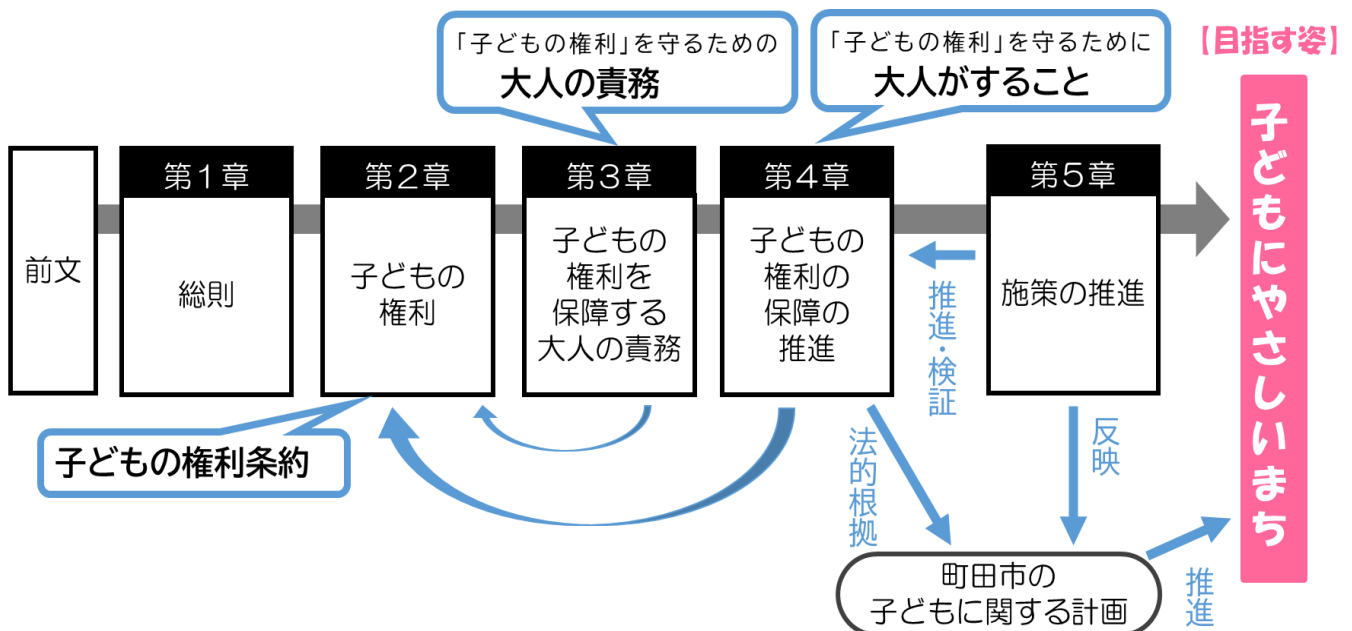 「子どもの権利」を守るための
大人の責務
「子どもの権利」を守るために
大人がすること
【目指す姿】
子どもにやさしいまち
前文
第1章
総則
第2章
子どもの
権利
第3章
子どもの
権利を
保障する
大人の責務
第4章
子どもの
権利の
保障の
推進
第5章
施策の推進
推進・検証
子どもの権利条約
法的根拠
反映
町田市の
子どもに関する計画
推進